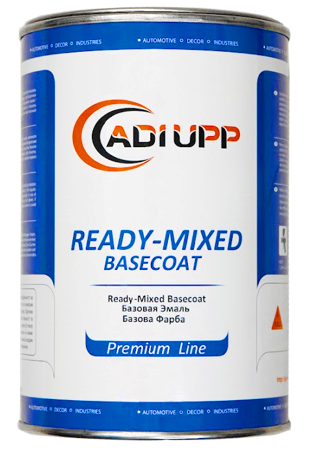 • AUTOMOTIVE • DECOR • INDUSTRIES
ADI UPP
READY-MIXED
BASECOAT
Ready-Mixed Basecoat
Базовая Эмаль
Базова Фарба
Premium Line
• AUTOMOTIVE • DECOR • INDUSTRIES